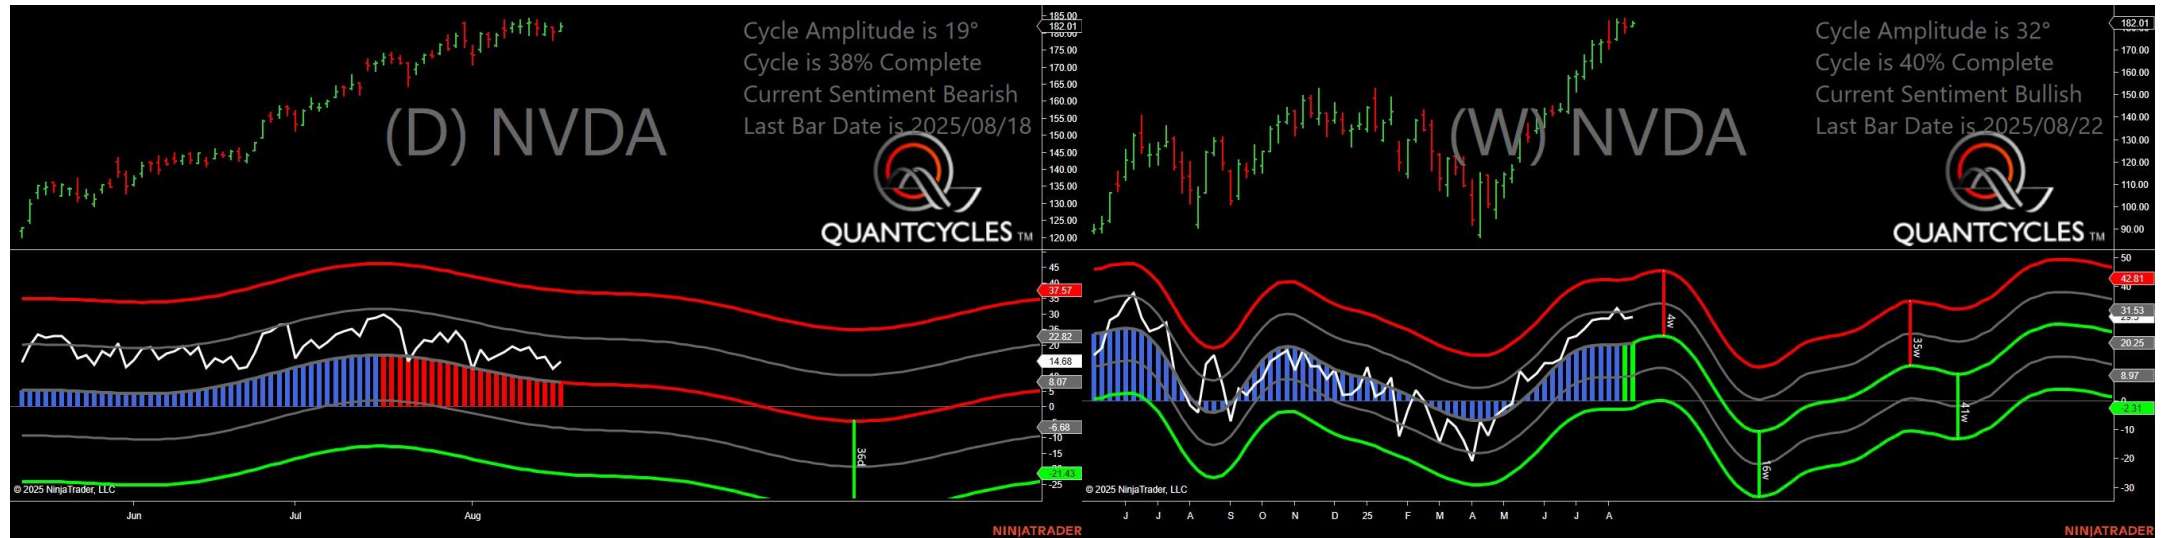 Cycle Amplitude is 19°
Cycle is 38% Complete
Current Sentiment Bearish
Last Bar Date is 2025/08/18
(D) NVDA
QUANTCYCLES TM
185.00
182.01
180.00
175.00
170.00
165.00
160.00
155.00
150.00
145.00
140.00
135.00
130.00
125.00
120.00
45
37.57
35
30
25
22.82
20
14.68
8.07
5
0
-6.68
-10
-15
-21.43
-25
36d
© 2025 NinjaTrader, LLC
Jun Jul Aug
NINJATRADER
Cycle Amplitude is 32°
Cycle is 40% Complete
Current Sentiment Bullish
Last Bar Date is 2025/08/22
(W) NVDA
QUANTCYCLES TM
182.01
170.00
160.00
150.00
140.00
130.00
120.00
110.00
100.00
90.00
50
42.81
40
31.53
20.25
8.97
0
-2.31
-10
-20
-30
4w
16w
35w
41w
© 2025 NinjaTrader, LLC
J J A S O N D 25 F M A M J J A
NINJATRADER